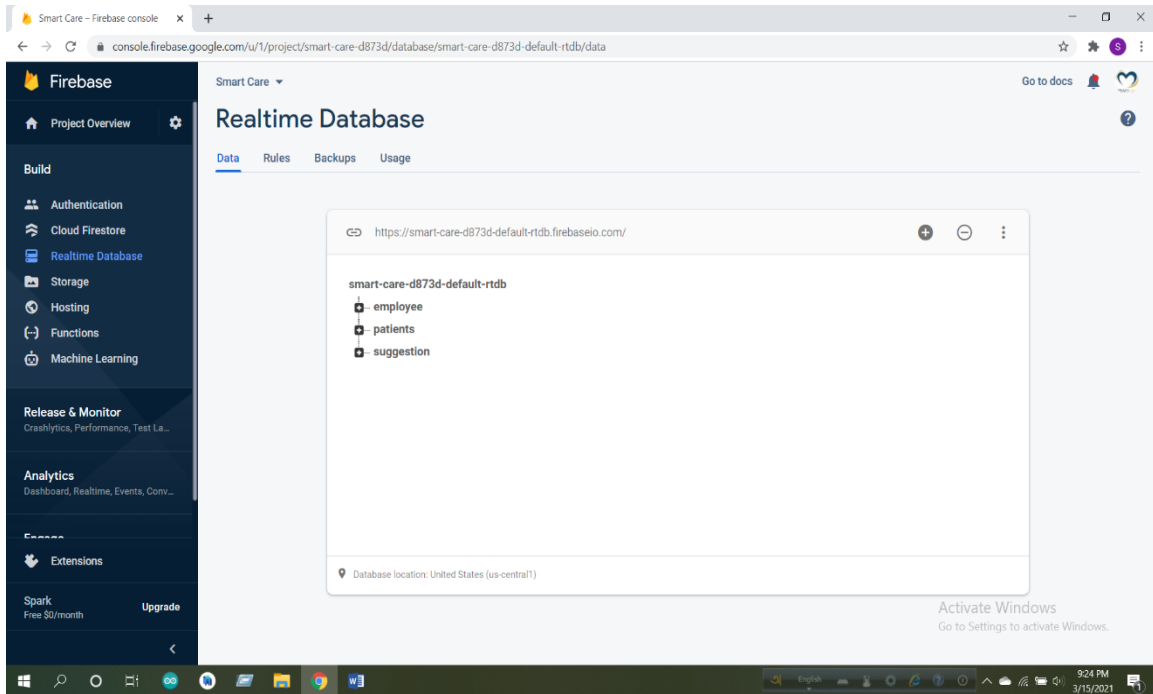 Smart Care – Firebase console
console.firebase.google.com/u/1/project/smart-care-d873d/database/smart-care-d873d-default-rtdb/data
S
Firebase
Smart Care
Go to docs
Project Overview
Realtime Database
Data Rules Backups Usage
Build
Authentication
Cloud Firestore
Realtime Database
Storage
Hosting
Functions
Machine Learning
https://smart-care-d873d-default-rtdb.firebaseio.com/
smart-care-d873d-default-rtdb
employee
patients
suggestion
Release & Monitor
Crashlytics, Performance, Test La...
Analytics
Dashboard, Realtime, Events, Conv...
Engage
Extensions
Database location: United States (us-central1)
Spark
Free $0/month
Upgrade
Activate Windows
Go to Settings to activate Windows.
English
9:24 PM
3/15/2021